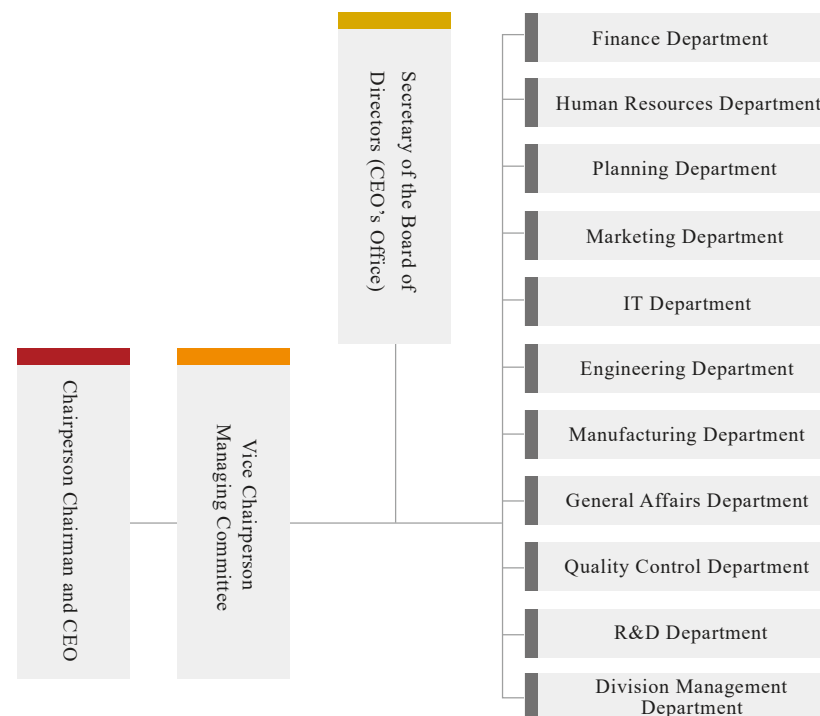 Chairperson Chairman and CEO
Vice Chairperson
Managing Committee
Secretary of the Board of
Directors (CEO’s Office)
Finance Department
Human Resources Department
Planning Department
Marketing Department
IT Department
Engineering Department
Manufacturing Department
General Affairs Department
Quality Control Department
R&D Department
Division Management
Department